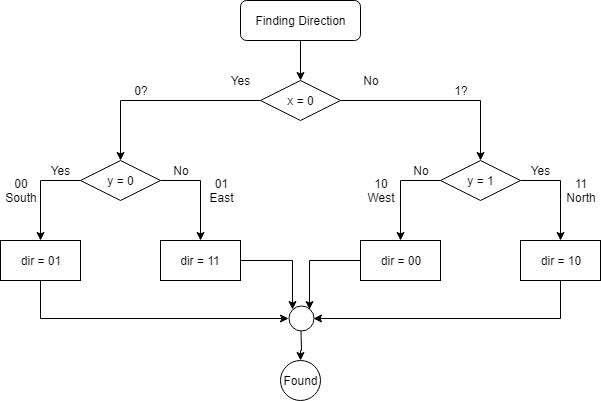 Finding Direction
Yes
No
0?
x = 0
1?
Yes
No
No
Yes
y = 0
y = 1
00
South
01
East
10
West
11
North
dir = 01
dir = 11
dir = 00
dir = 10
Found